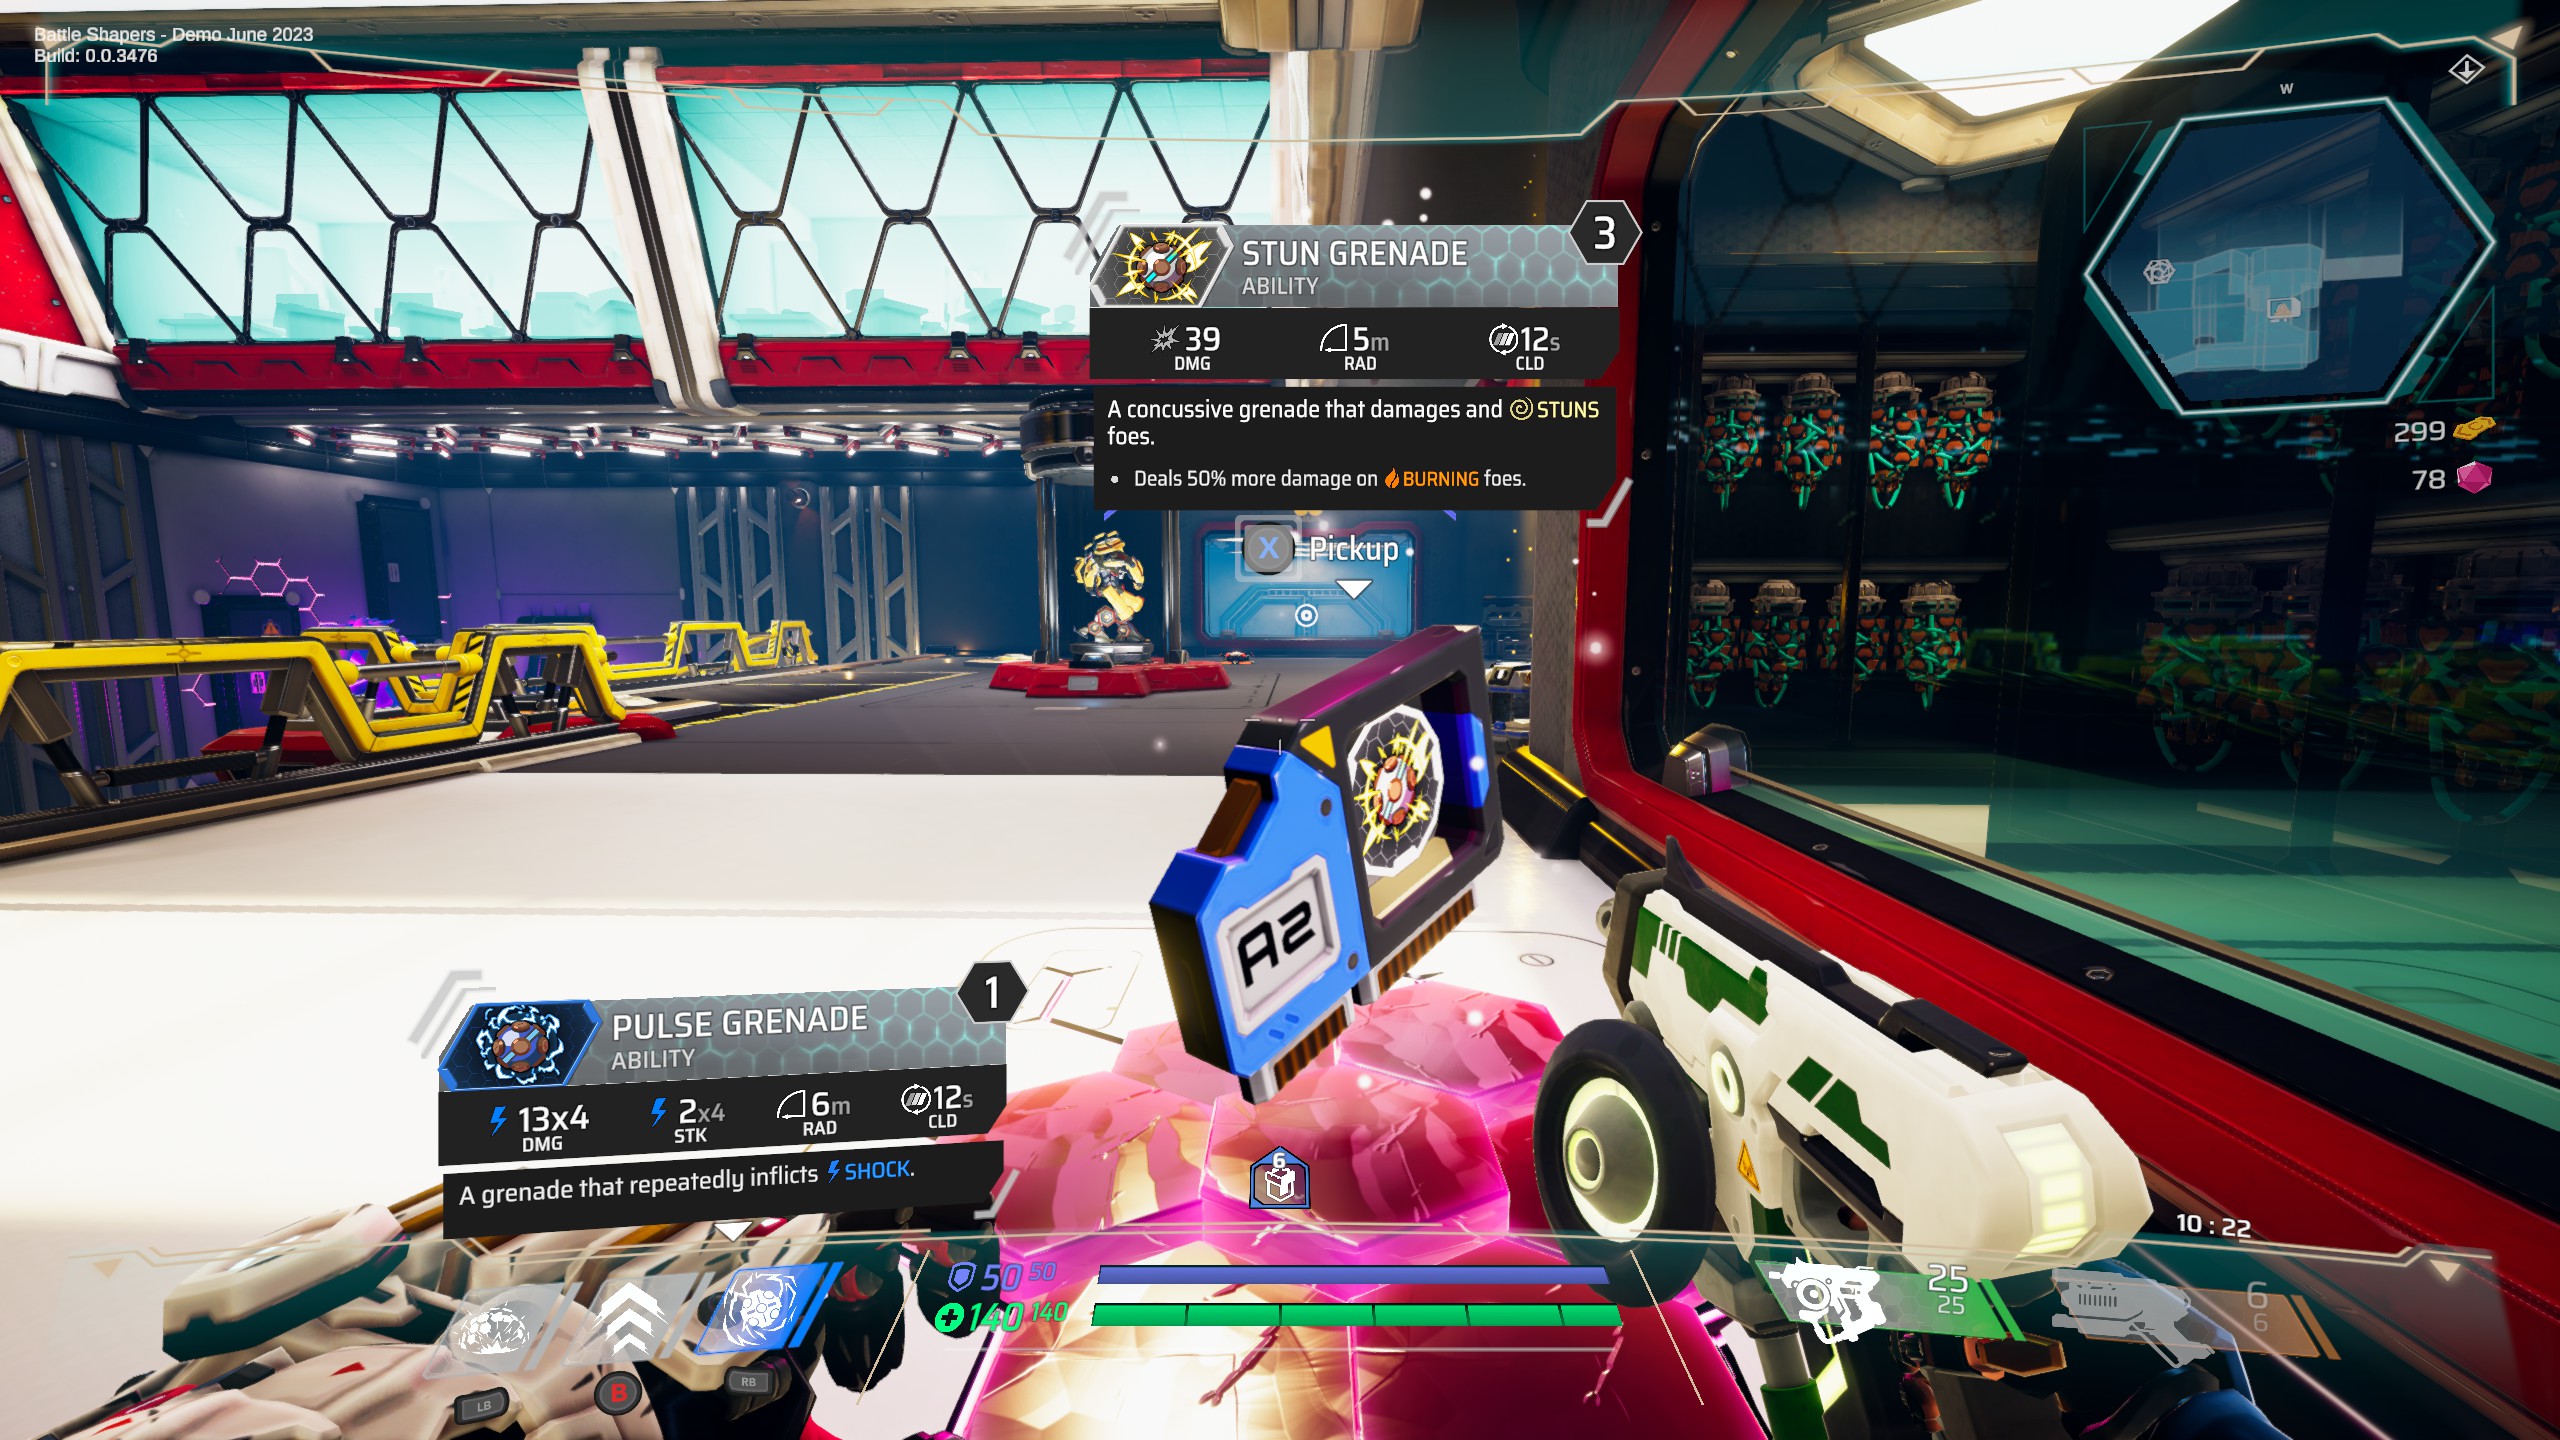 Battle Shapers - Demo June 2023
Build: 0.0.3476
W
299
78
3
STUN GRENADE
ABILITY
39
DMG
5m
RAD
12s
CLD
A concussive grenade that damages and STUNS
foes.
• Deals 50% more damage on BURNING foes.
X Pickup
A2
1
PULSE GRENADE
ABILITY
13x4
DMG
2x4
STK
6m
RAD
12s
CLD
A grenade that repeatedly inflicts SHOCK.
6
10:22
50 50
140 140
25
25
6
6
LB
B
RB